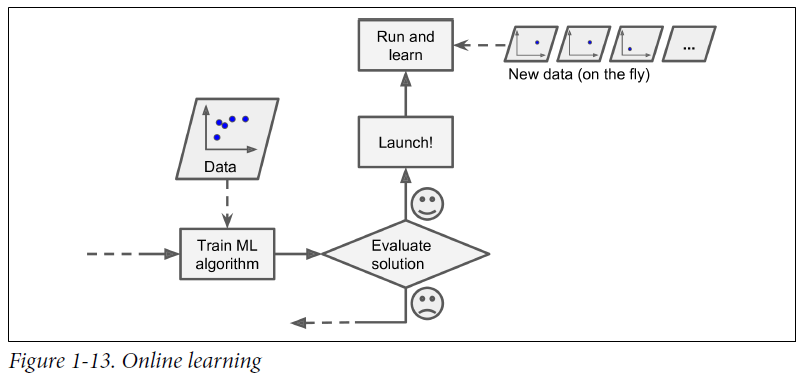 Run and
learn
...
New data (on the fly)
Launch!
Data
Train ML
algorithm
Evaluate
solution
Figure 1-13. Online learning